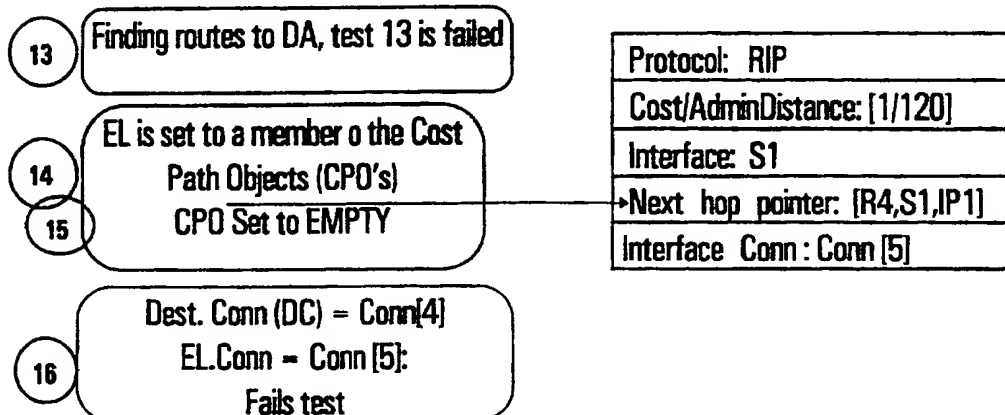 13
Finding routes to DA, test 13 is failed
14
15
EL is set to a member o the Cost
Path Objects (CPO's)
CPO Set to EMPTY
Protocol: RIP
Cost/AdminDistance: [1/120]
Interface: S1
Next hop pointer: [R4,S1,IP1]
Interface Conn: Conn [5]
16
Dest. Conn (DC) = Conn[4]
EL.Conn = Conn [5]:
Fails test